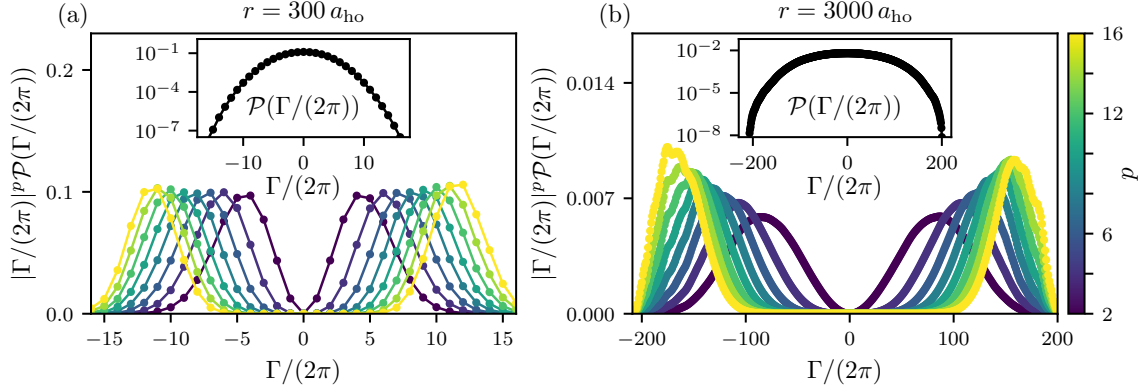 (a) r = 300 a_ho
|Γ/(2π)|^p 𝒫(Γ/(2π))
0.2
0.1
0.0
10^−1
10^−4
10^−7
𝒫(Γ/(2π))
−10 0 10
Γ/(2π)
−15 −10 −5 0 5 10 15
Γ/(2π)
(b) r = 3000 a_ho
|Γ/(2π)|^p 𝒫(Γ/(2π))
0.014
0.007
0.000
10^−2
10^−5
10^−8
𝒫(Γ/(2π))
−200 0 200
Γ/(2π)
−200 −100 0 100 200
Γ/(2π)
16
12
6
2
p